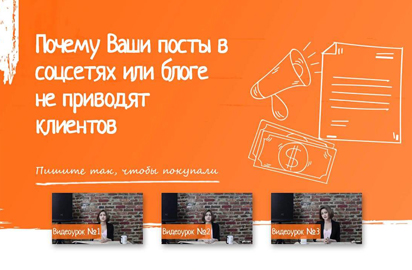 Почему Ваши посты в
соцсетях или блоге
не приводят
клиентов
Пишите так, чтобы покупали
Видеоурок №1
Видеоурок №2
Видеоурок №3